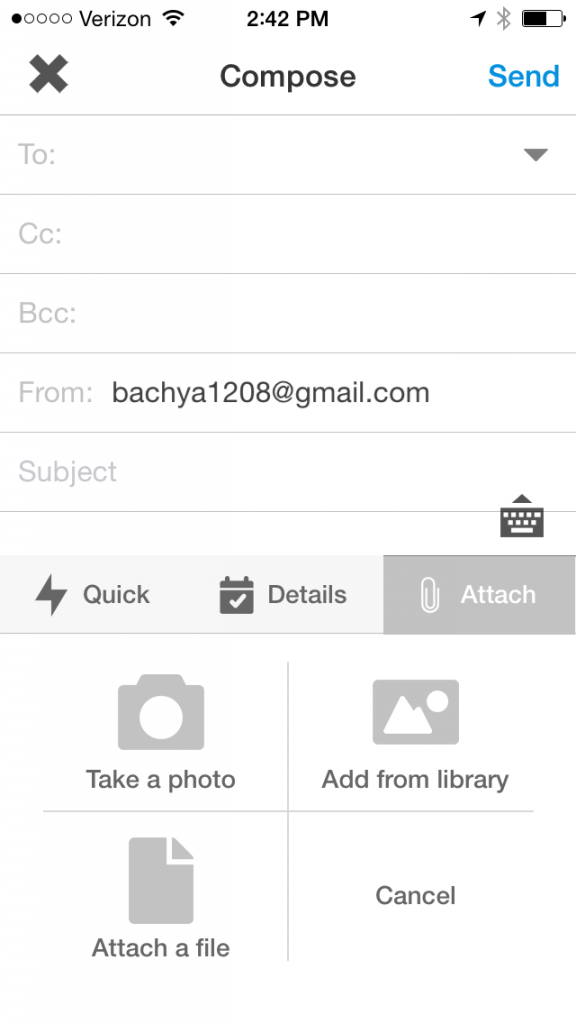 Verizon 2:42 PM
Compose Send
To:
Cc:
Bcc:
From: bachya1208@gmail.com
Subject
Quick Details Attach
Take a photo Add from library
Attach a file Cancel